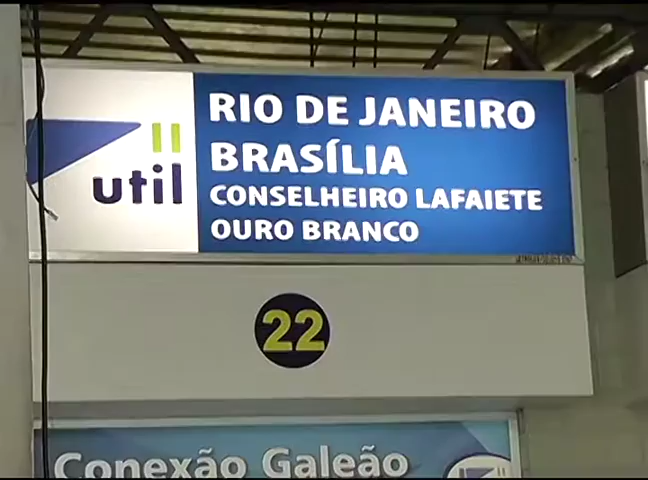 util
RIO DE JANEIRO
BRASÍLIA
CONSELHEIRO LAFAIETE
OURO BRANCO
22
Conexão Galeão